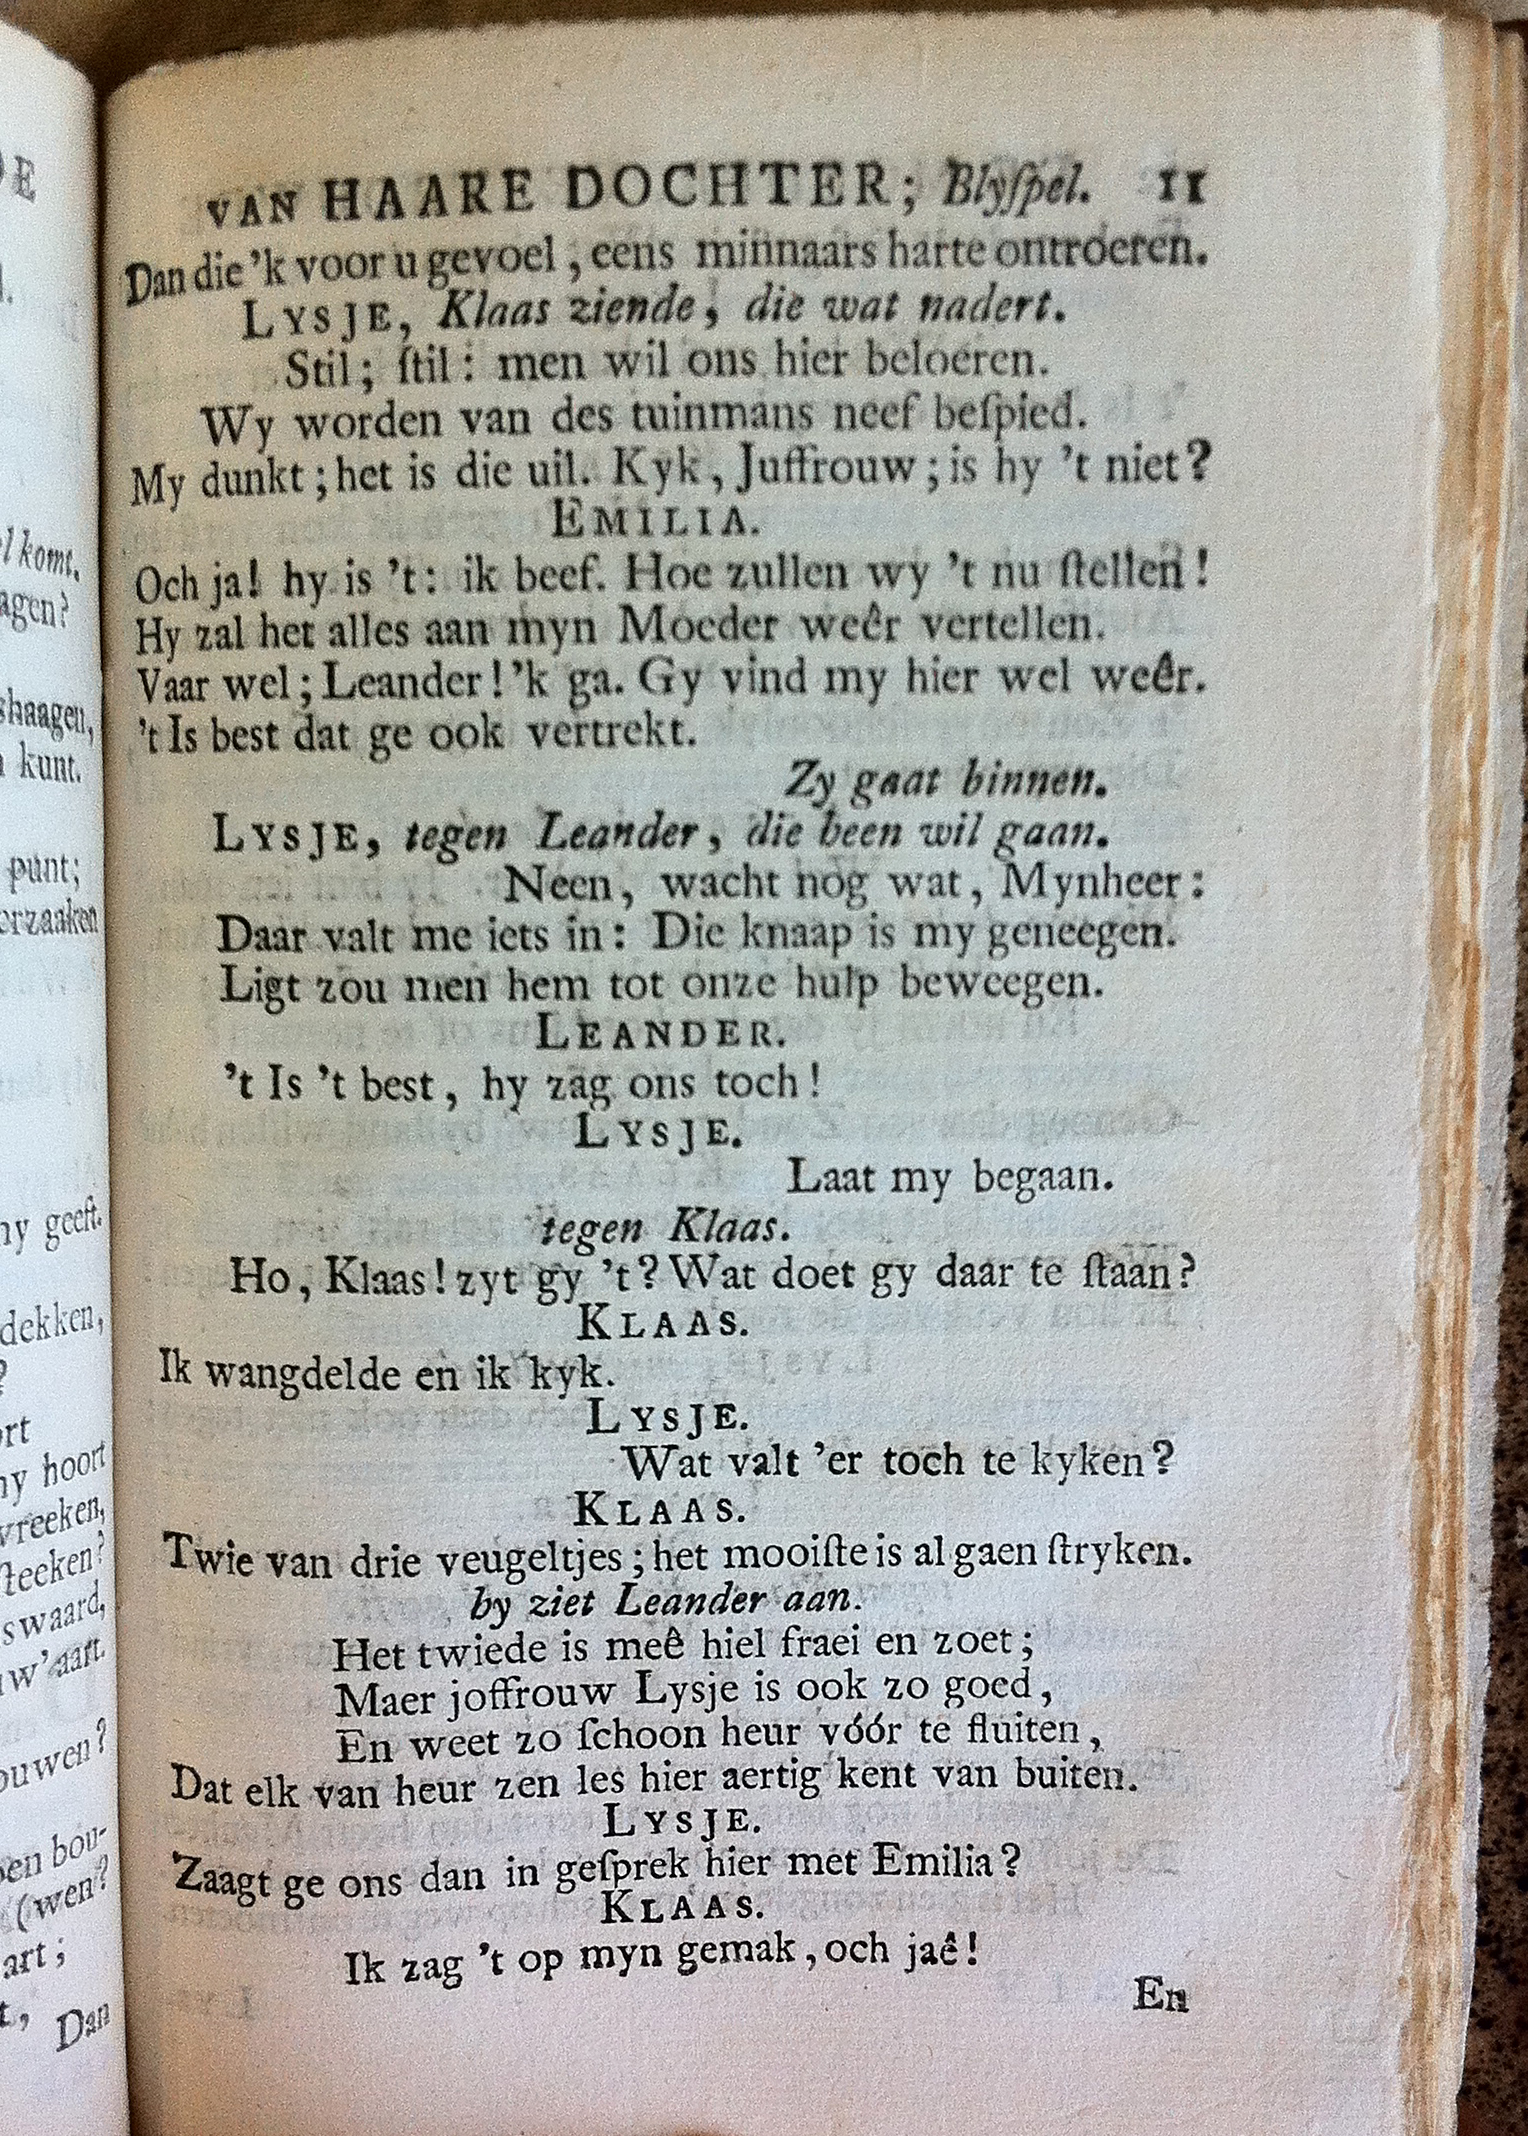 VAN HAARE DOCHTER; Blyſpel. 11
Dan die 'k voor u gevoel, eens minnaars harte ontroeren.
LYSJE, Klaas ziende, die wat nadert.
Stil; ſtil: men wil ons hier beloeren.
Wy worden van des tuinmans neef beſpied.
My dunkt; het is die uil. Kyk, Juffrouw; is hy 't niet?
EMILIA.
Och ja! hy is 't: ik beef. Hoe zullen wy 't nu ſtellen!
Hy zal het alles aan myn Moeder weêr vertellen.
Vaar wel; Leander! 'k ga. Gy vind my hier wel weêr.
't Is best dat ge ook vertrekt.
Zy gaat binnen.
LYSJE, tegen Leander, die heen wil gaan.
Neen, wacht nog wat, Mynheer:
Daar valt me iets in: Die knaap is my geneegen.
Ligt zou men hem tot onze hulp beweegen.
LEANDER.
't Is 't best, hy zag ons toch!
LYSJE.
Laat my begaan.
tegen Klaas.
Ho, Klaas! zyt gy 't? Wat doet gy daar te ſtaan?
KLAAS.
Ik wangdelde en ik kyk.
LYSJE.
Wat valt 'er toch te kyken?
KLAAS.
Twie van drie veugeltjes; het mooiſte is al gaen ſtryken.
hy ziet Leander aan.
Het twiede is meê hiel fraei en zoet;
Maer joffrouw Lysje is ook zo goed,
En weet zo ſchoon heur vóór te fluiten,
Dat elk van heur zen les hier aertig kent van buiten.
LYSJE.
Zaagt ge ons dan in geſprek hier met Emilia?
KLAAS.
Ik zag 't op myn gemak, och jaê!
En